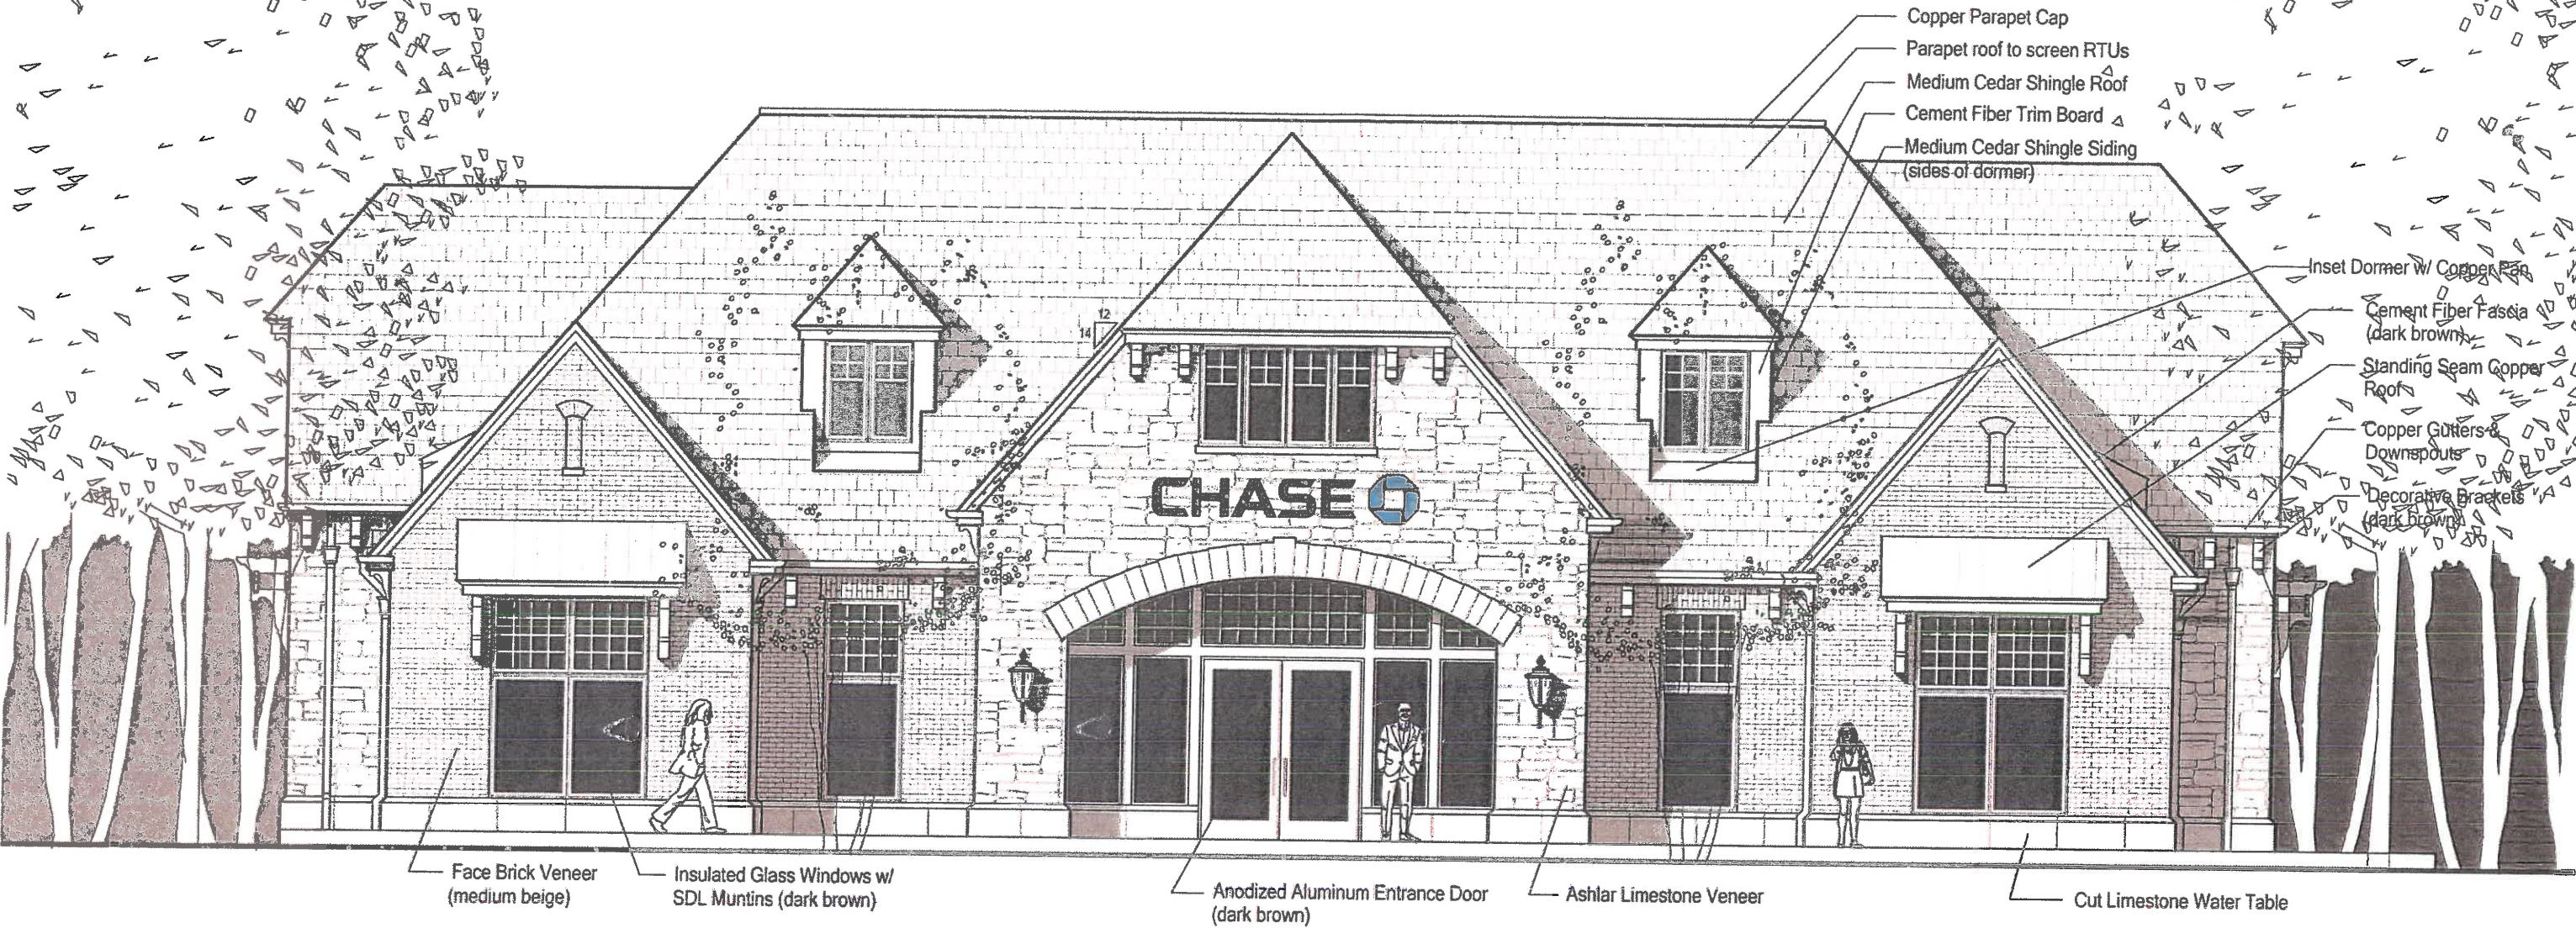 Copper Parapet Cap
Parapet roof to screen RTUs
Medium Cedar Shingle Roof
Cement Fiber Trim Board
Medium Cedar Shingle Siding
(sides of dormer)
Inset Dormer w/ Copper Pan
Cement Fiber Fascia
(dark brown)
Standing Seam Copper
Roof
Copper Gutters &
Downspouts
Decorative Brackets
(dark brown)
12
14
CHASE
Face Brick Veneer
(medium beige)
Insulated Glass Windows w/
SDL Muntins (dark brown)
Anodized Aluminum Entrance Door
(dark brown)
Ashlar Limestone Veneer
Cut Limestone Water Table